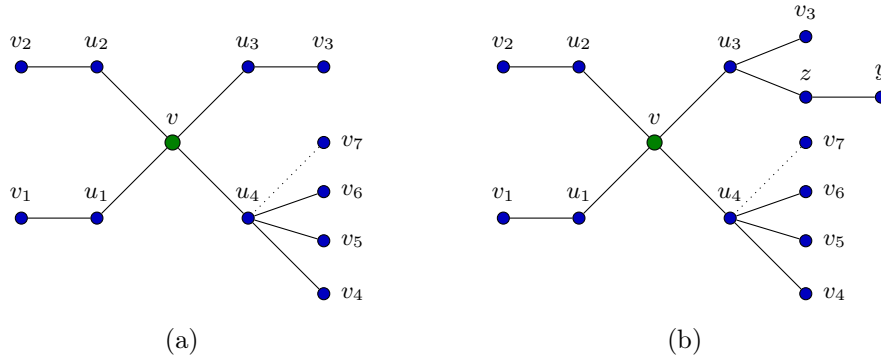 v₂ u₂ u₃ v₃
v
v₇
v₁ u₁ u₄ v₆
v₅
v₄
(a)
v₃
v₂ u₂ u₃ z y
v
v₇
v₁ u₁ u₄ v₆
v₅
v₄
(b)